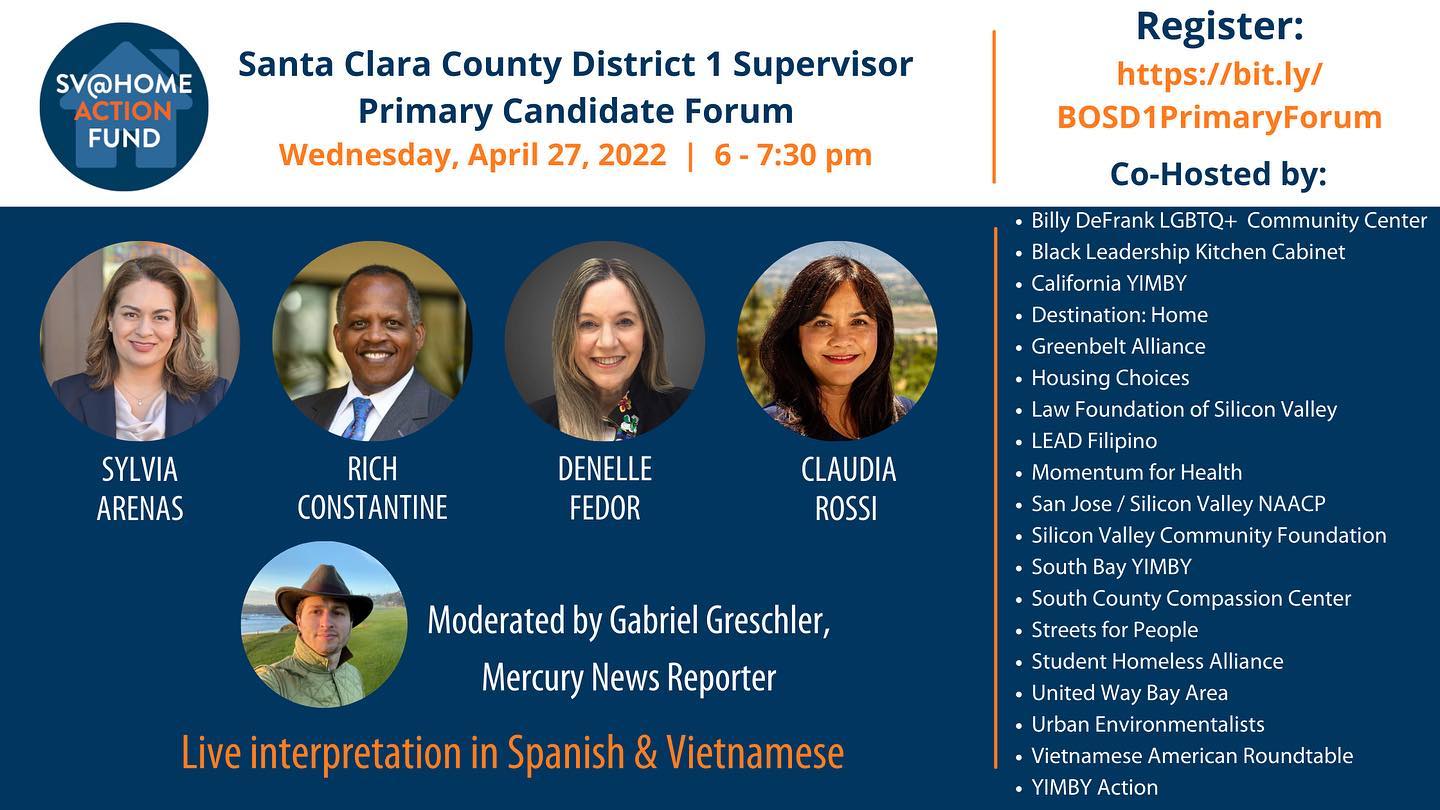 SV@HOME
ACTION
FUND
Santa Clara County District 1 Supervisor
Primary Candidate Forum
Wednesday, April 27, 2022 | 6 - 7:30 pm
Register:
https://bit.ly/
BOSD1PrimaryForum
Co-Hosted by:
SYLVIA
ARENAS
RICH
CONSTANTINE
DENELLE
FEDOR
CLAUDIA
ROSSI
Moderated by Gabriel Greschler,
Mercury News Reporter
Live interpretation in Spanish & Vietnamese
• Billy DeFrank LGBTQ+  Community Center
• Black Leadership Kitchen Cabinet
• California YIMBY
• Destination: Home
• Greenbelt Alliance
• Housing Choices
• Law Foundation of Silicon Valley
• LEAD Filipino
• Momentum for Health
• San Jose / Silicon Valley NAACP
• Silicon Valley Community Foundation
• South Bay YIMBY
• South County Compassion Center
• Streets for People
• Student Homeless Alliance
• United Way Bay Area
• Urban Environmentalists
• Vietnamese American Roundtable
• YIMBY Action